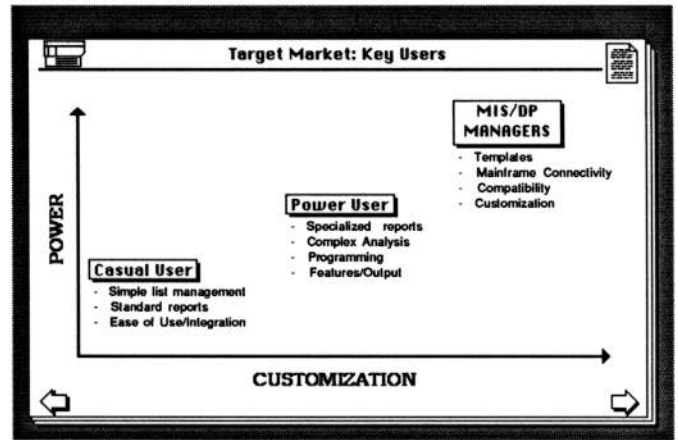 Target Market: Key Users
MIS/DP
MANAGERS
- Templates
- Mainframe Connectivity
- Compatibility
- Customization
Power User
- Specialized reports
- Complex Analysis
- Programming
- Features/Output
Casual User
- Simple list management
- Standard reports
- Ease of Use/Integration
POWER
CUSTOMIZATION